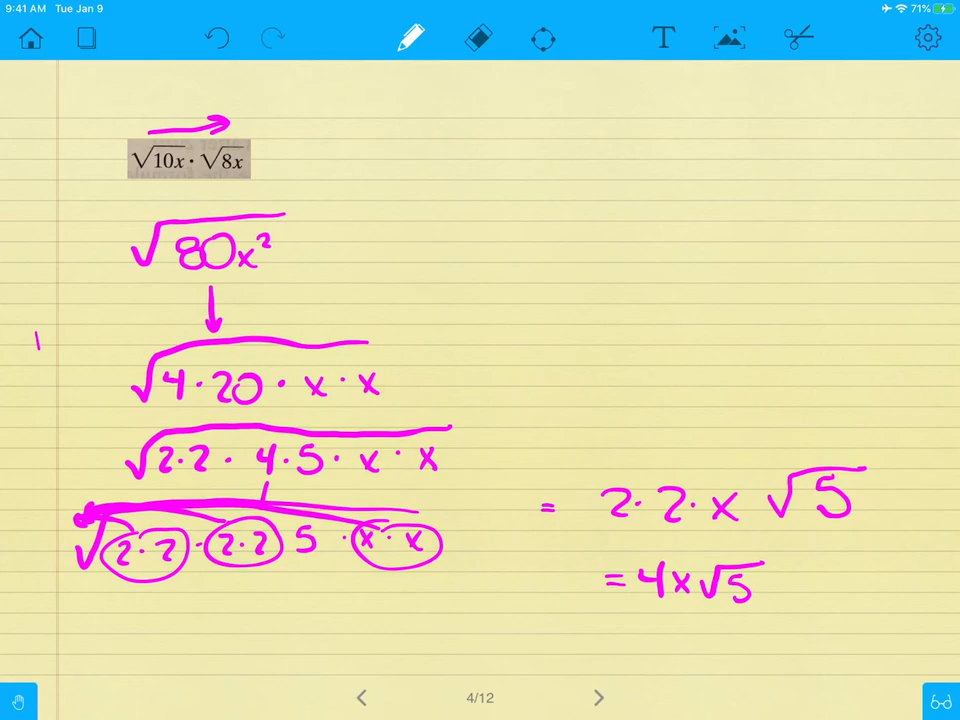 9:41 AM Tue Jan 9 71%
T
√10x · √8x
√80x²
√4·20·x·x
√2·2·4·5·x·x
√2·2·2·2 5·x·x = 2·2·x √5
= 4x√5
4/12